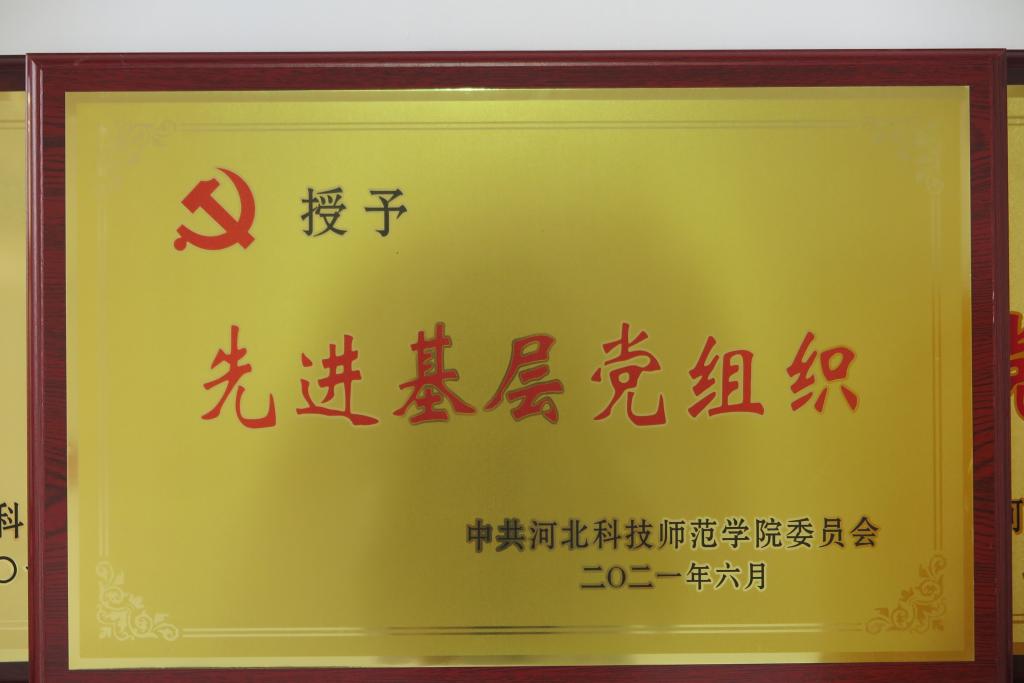 授予
先进基层党组织
中共河北科技师范学院委员会
二〇二一年六月
科
〇